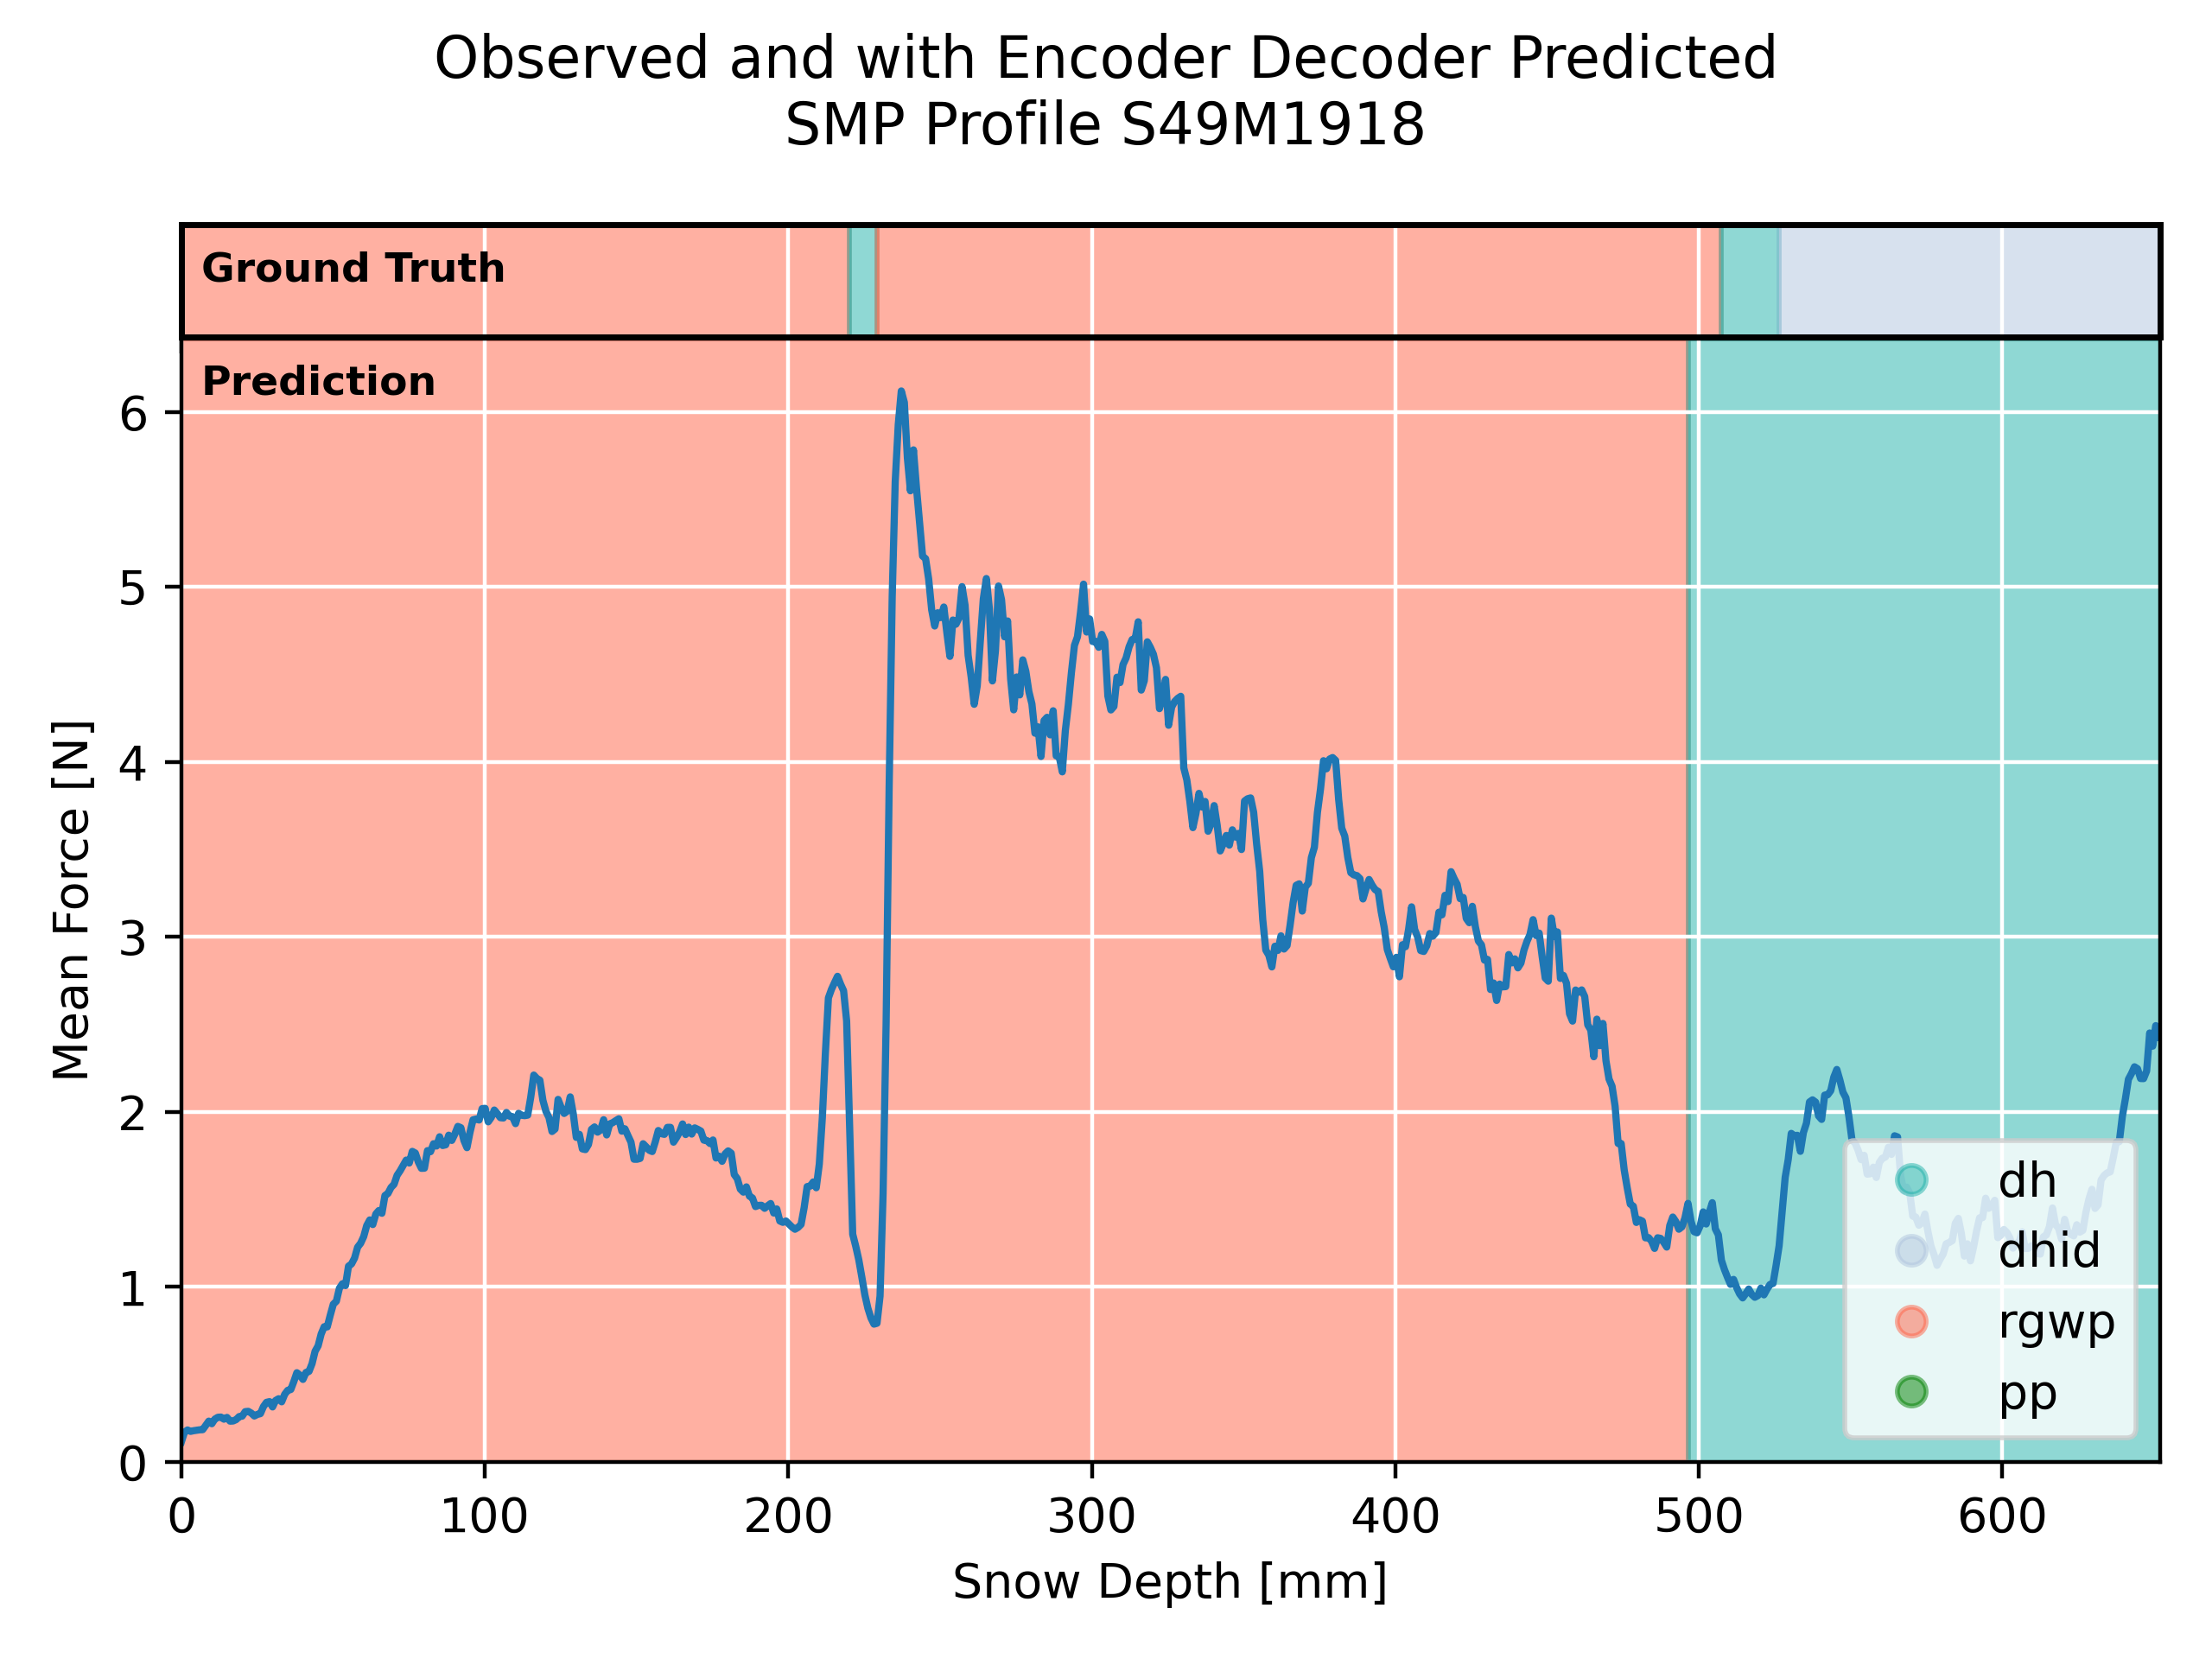 Observed and with Encoder Decoder Predicted
SMP Profile S49M1918
Ground Truth
Prediction
6
5
4
3
2
1
0
Mean Force [N]
dh
dhid
rgwp
pp
0 100 200 300 400 500 600
Snow Depth [mm]